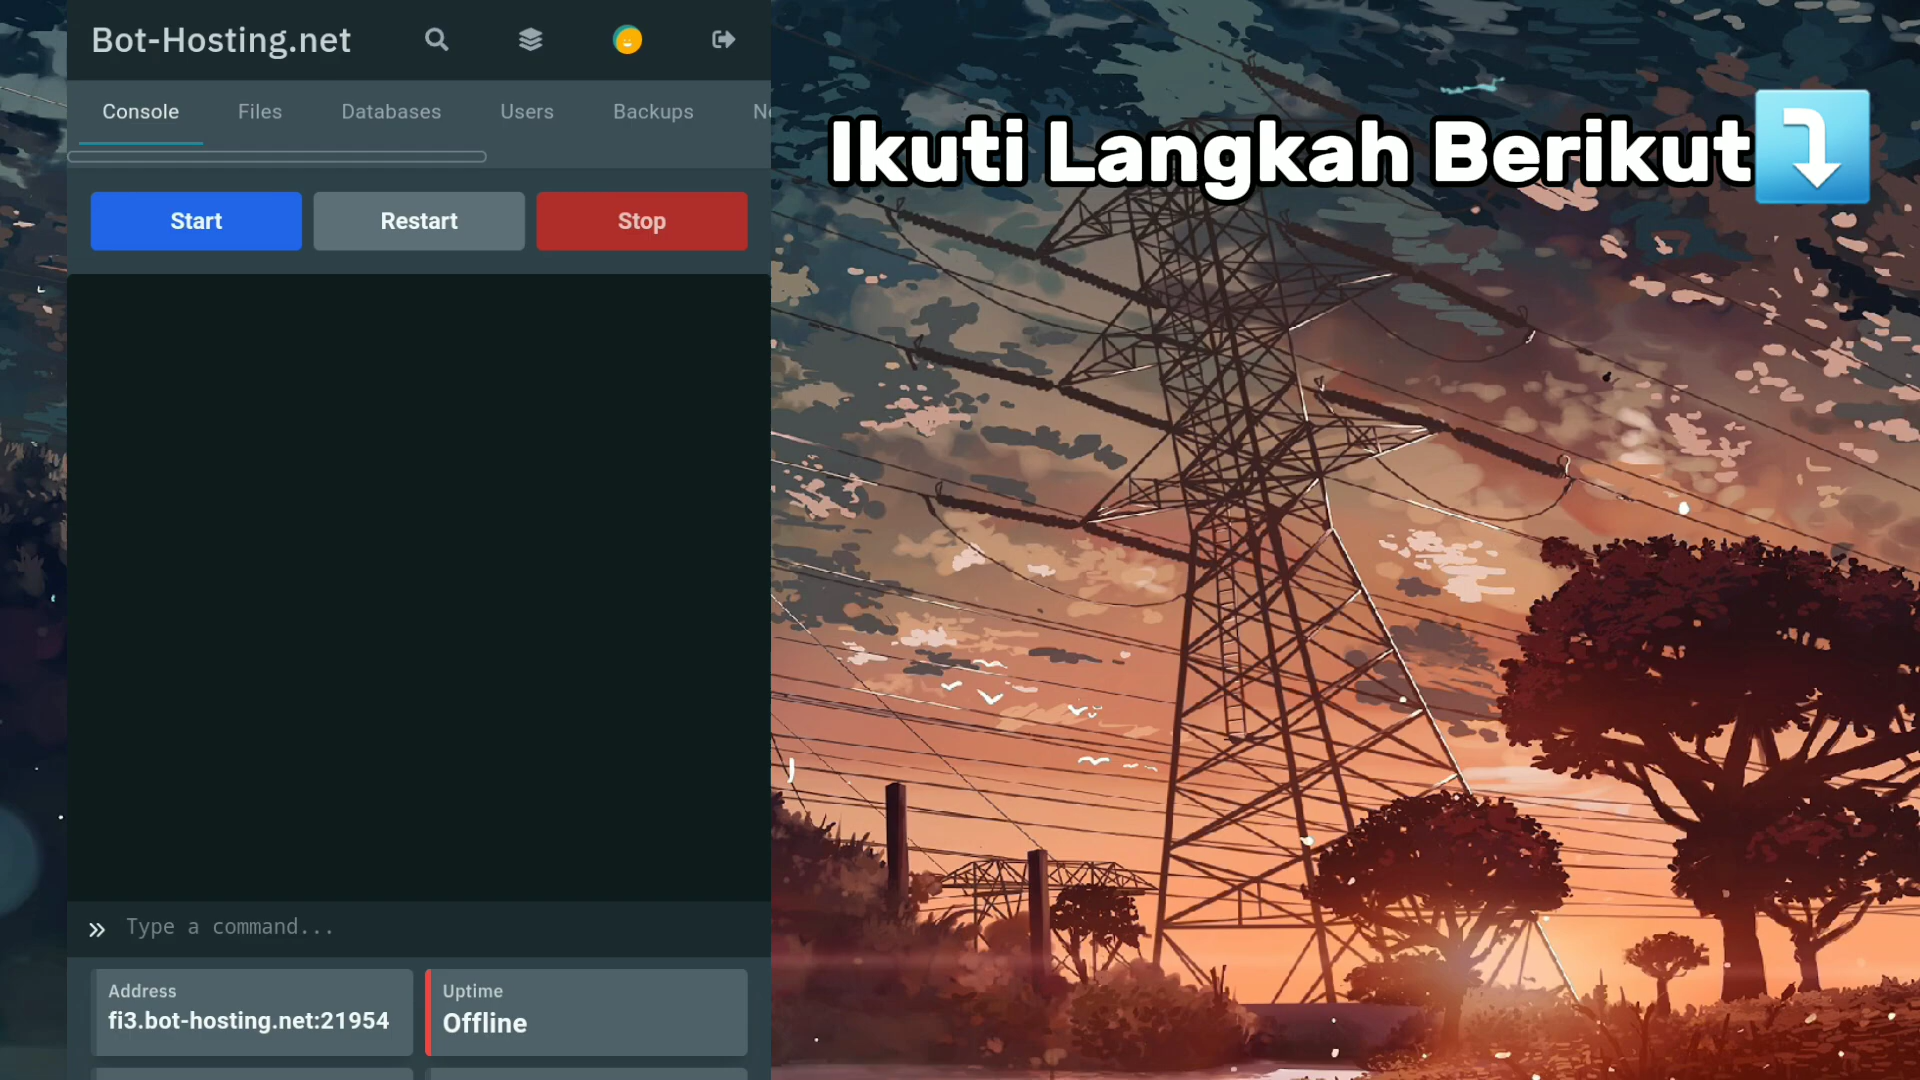 Bot-Hosting.net
Console Files Databases Users Backups
Start Restart Stop
Type a command...
Address
fi3.bot-hosting.net:21954
Uptime
Offline
Ikuti Langkah Berikut